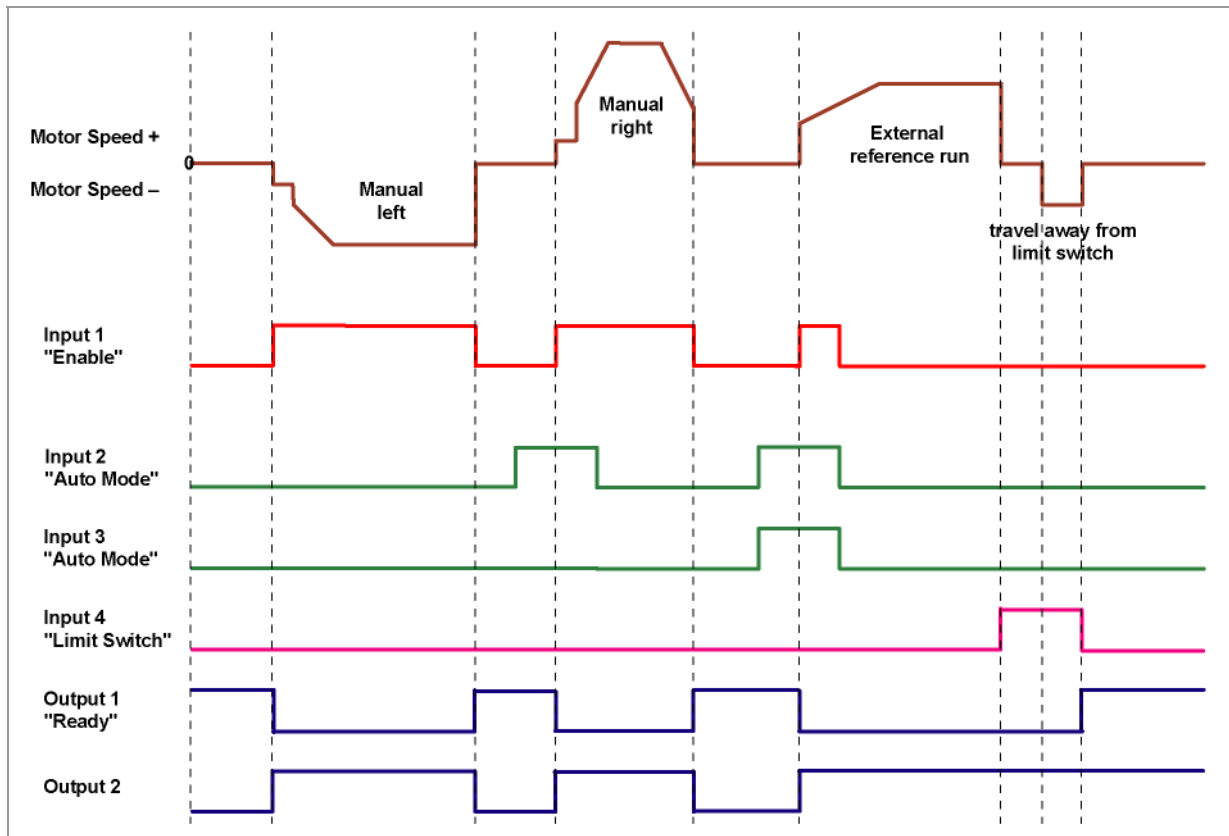 Motor Speed +
0
Motor Speed –
Manual
left
Manual
right
External
reference run
travel away from
limit switch
Input 1
"Enable"
Input 2
"Auto Mode"
Input 3
"Auto Mode"
Input 4
"Limit Switch"
Output 1
"Ready"
Output 2